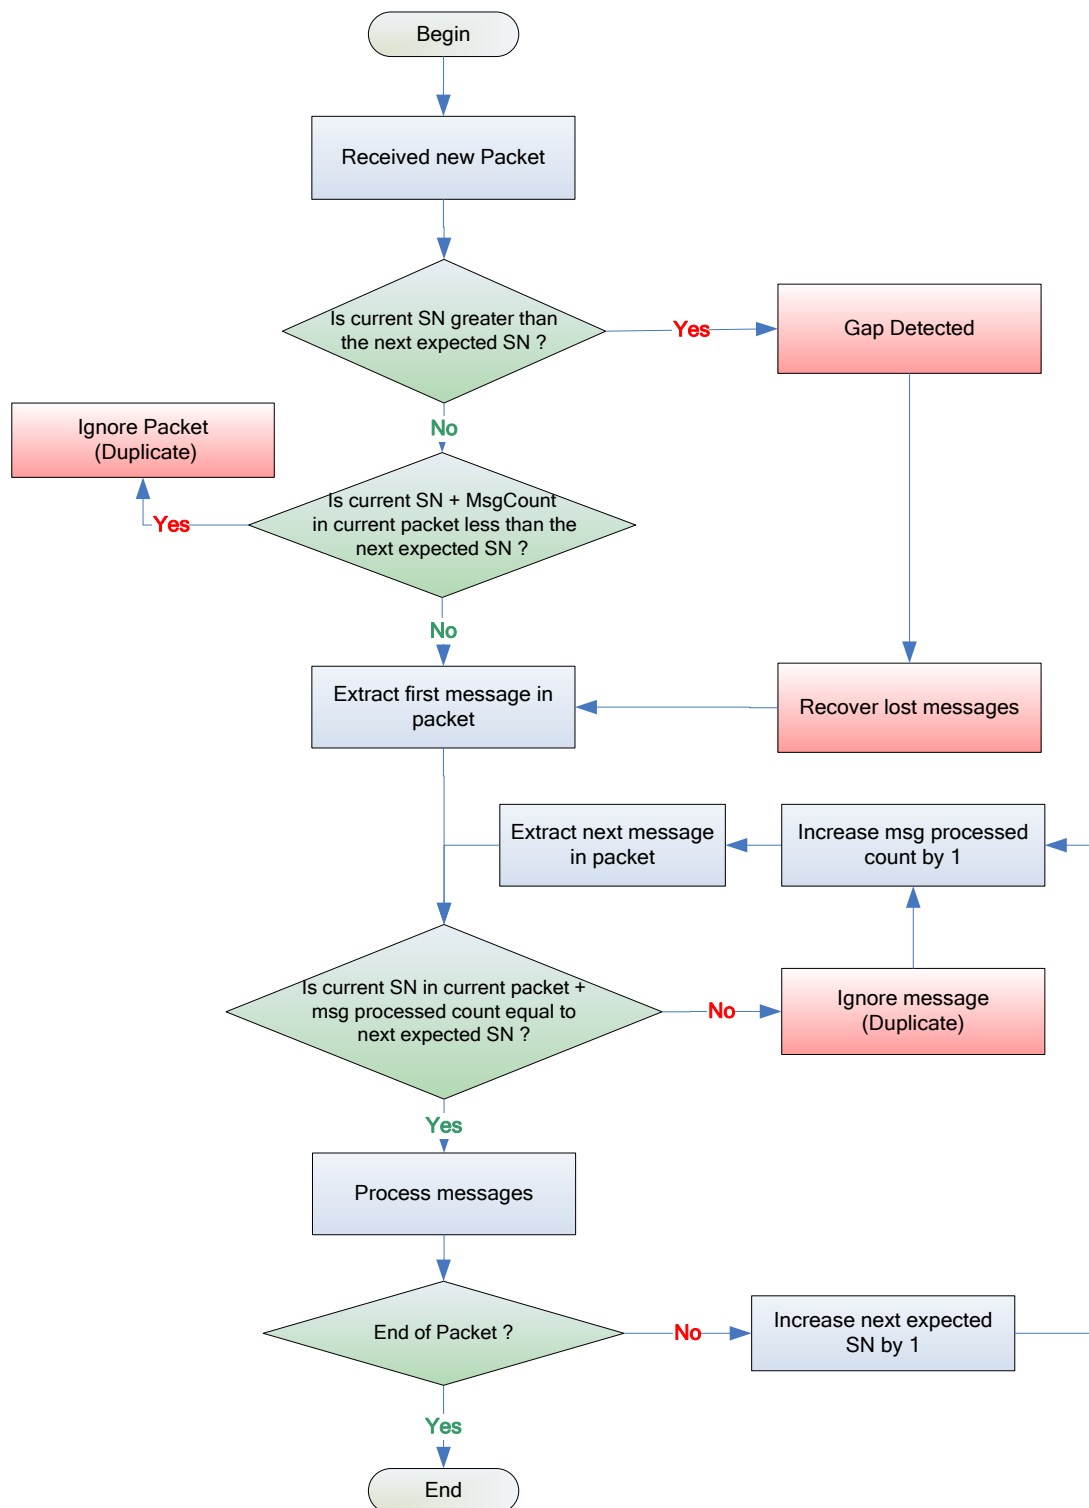 Begin
Received new Packet
Is current SN greater than
the next expected SN ?
Yes
Gap Detected
No
Ignore Packet
(Duplicate)
Is current SN + MsgCount
in current packet less than the
next expected SN ?
Yes
No
Extract first message in
packet
Recover lost messages
Extract next message
in packet
Increase msg processed
count by 1
Is current SN in current packet +
msg processed count equal to
next expected SN ?
No
Ignore message
(Duplicate)
Yes
Process messages
End of Packet ?
No
Increase next expected
SN by 1
Yes
End